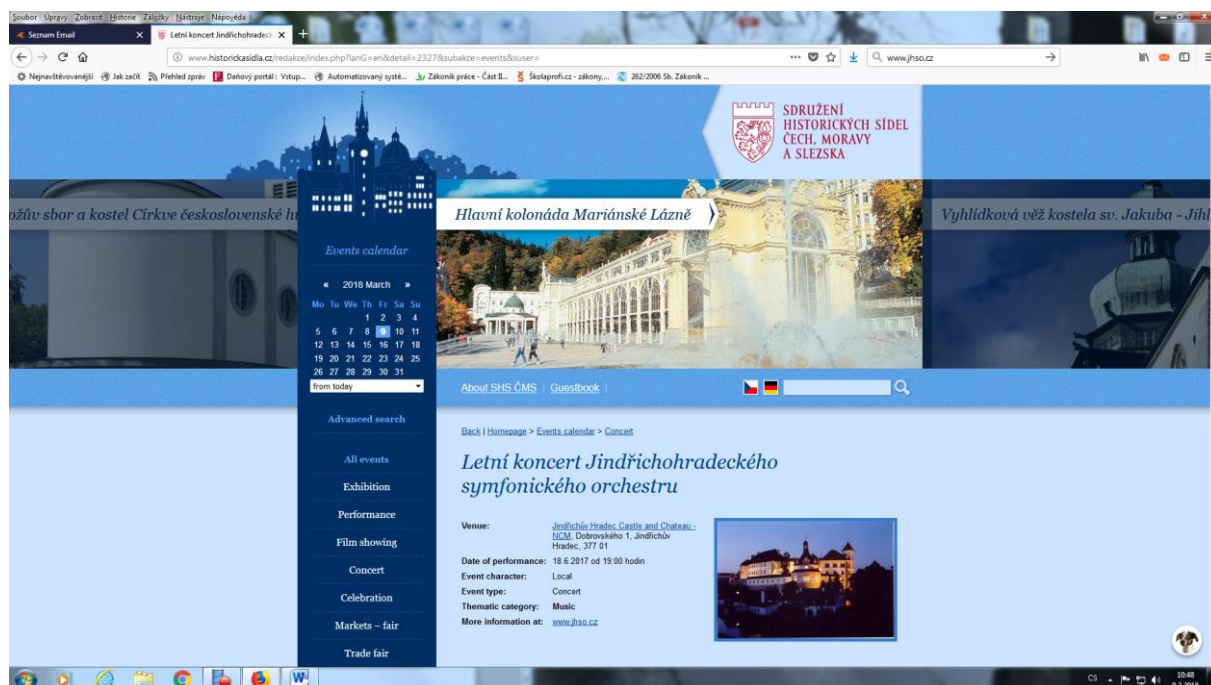 Soubor Úpravy Zobrazit Historie Záložky Nástroje Nápověda
Seznam Email
Letní koncert Jindřichohradeck
www.historickasidla.cz/redakce/index.php?lanG=en&detail=2327&subakce=events&xuser=
www.jhso.cz
Nejnavštěvovanější Jak začít Přehled zpráv Daňový portál: Vstup... Automatizovaný systé... Zákoník práce - Část II... Školaprofi.cz - zákony,... 262/2006 Sb. Zákoník ...
SDRUŽENÍ
HISTORICKÝCH SÍDEL
ČECH, MORAVY
A SLEZSKA
ožův sbor a kostel Církve československé h
Hlavní kolonáda Mariánské Lázně
Vyhlídková věž kostela sv. Jakuba - Jihl
Events calendar
« 2018 March »
Mo Tu We Th Fr Sa Su
1 2 3 4
5 6 7 8 9 10 11
12 13 14 15 16 17 18
19 20 21 22 23 24 25
26 27 28 29 30 31
from today
Advanced search
All events
Exhibition
Performance
Film showing
Concert
Celebration
Markets – fair
Trade fair
About SHS ČMS | Guestbook |
Back | Homepage > Events calendar > Concert
Letní koncert Jindřichohradeckého
symfonického orchestru
Venue: Jindřichův Hradec Castle and Chateau -
NCM, Dobrovského 1, Jindřichův
Hradec, 377 01
Date of performance: 18.6.2017 od 19:00 hodin
Event character: Local
Event type: Concert
Thematic category: Music
More information at: www.jhso.cz
CS
10:48